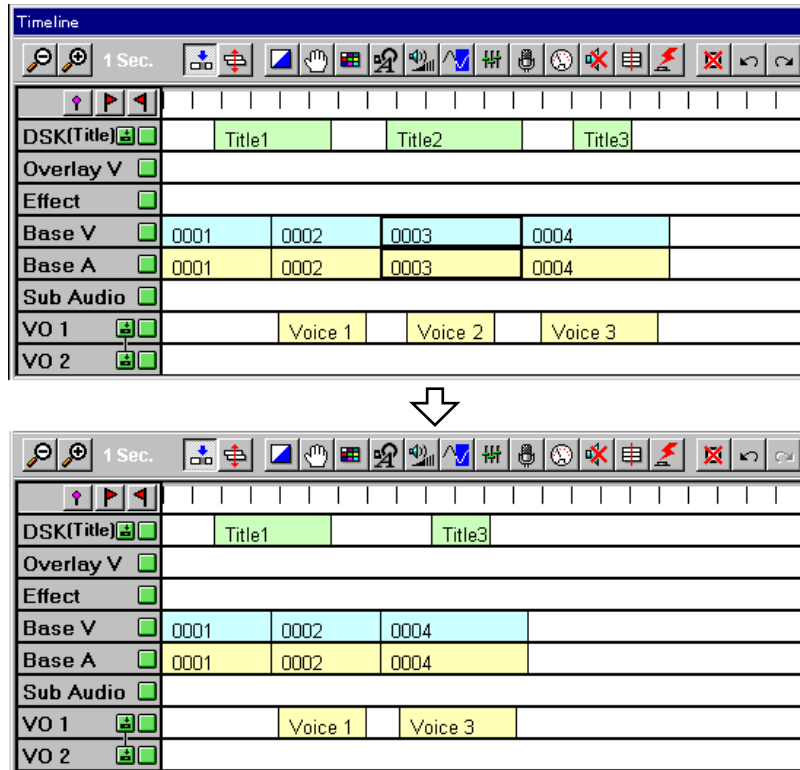 Timeline
1 Sec.
DSK(Title) Title1 Title2 Title3
Overlay V
Effect
Base V 0001 0002 0003 0004
Base A 0001 0002 0003 0004
Sub Audio
VO 1 Voice 1 Voice 2 Voice 3
VO 2
1 Sec.
DSK(Title) Title1 Title3
Overlay V
Effect
Base V 0001 0002 0004
Base A 0001 0002 0004
Sub Audio
VO 1 Voice 1 Voice 3
VO 2